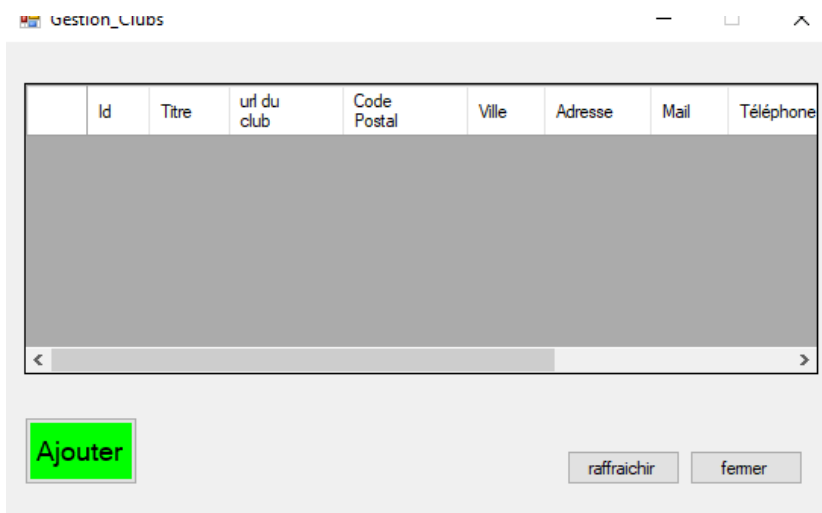 Gestion_Clubs
Id Titre url du club Code Postal Ville Adresse Mail Téléphone
Ajouter
raffraichir fermer